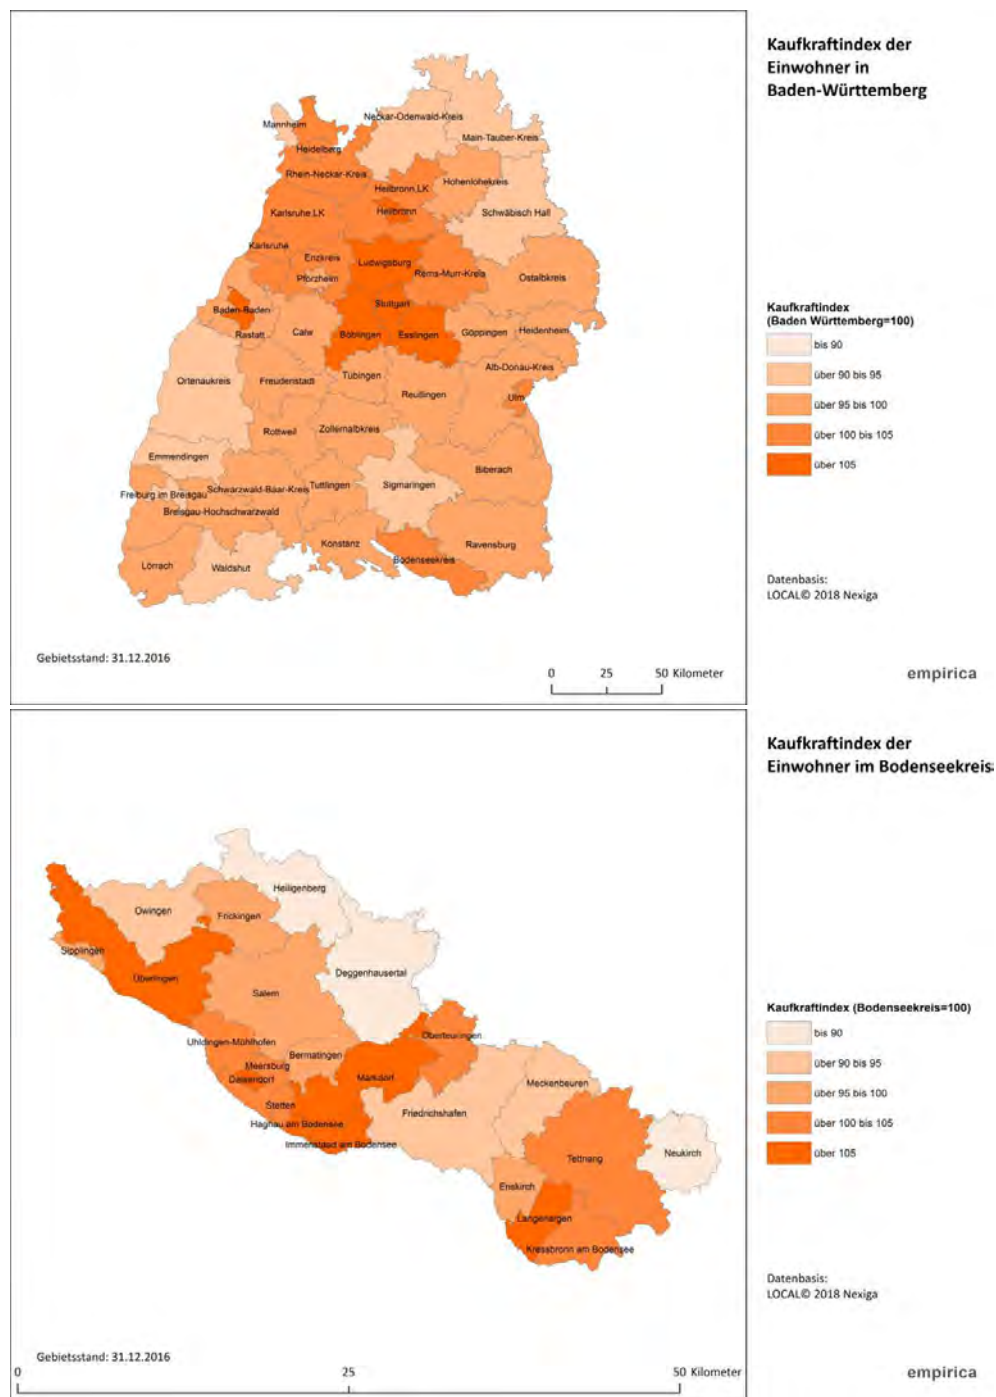 Kaufkraftindex der
Einwohner in
Baden-Württemberg
Neckar-Odenwald-Kreis
Mannheim
Main-Tauber-Kreis
Heidelberg
Rhein-Neckar-Kreis
Hohenlohekreis
Heilbronn,LK
Karlsruhe,LK
Heilbronn
Schwäbisch Hall
Karlsruhe
Enzkreis
Ludwigsburg
Rems-Murr-Kreis
Pforzheim
Ostalbkreis
Stuttgart
Baden-Baden
Rastatt
Calw
Böblingen
Esslingen
Göppingen
Heidenheim
Alb-Donau-Kreis
Tübingen
Ortenaukreis
Freudenstadt
Reutlingen
Ulm
Rottweil
Zollernalbkreis
Emmendingen
Biberach
Freiburg im Breisgau
Schwarzwald-Baar-Kreis
Tuttlingen
Sigmaringen
Breisgau-Hochschwarzwald
Konstanz
Ravensburg
Bodenseekreis
Lörrach
Waldshut
Kaufkraftindex
(Baden Württemberg=100)
bis 90
über 90 bis 95
über 95 bis 100
über 100 bis 105
über 105
Datenbasis:
LOCAL© 2018 Nexiga
Gebietsstand: 31.12.2016
0 25 50 Kilometer
empirica
Kaufkraftindex der
Einwohner im Bodenseekreis
Heiligenberg
Owingen
Frickingen
Sipplingen
Überlingen
Deggenhausertal
Salem
Oberteuringen
Uhldingen-Mühlhofen
Bermatingen
Meersburg
Daisendorf
Markdorf
Meckenbeuren
Stetten
Friedrichshafen
Hagnau am Bodensee
Immenstaad am Bodensee
Tettnang
Neukirch
Eriskirch
Langenargen
Kressbronn am Bodensee
Kaufkraftindex (Bodenseekreis=100)
bis 90
über 90 bis 95
über 95 bis 100
über 100 bis 105
über 105
Datenbasis:
LOCAL© 2018 Nexiga
Gebietsstand: 31.12.2016
0 25 50 Kilometer
empirica